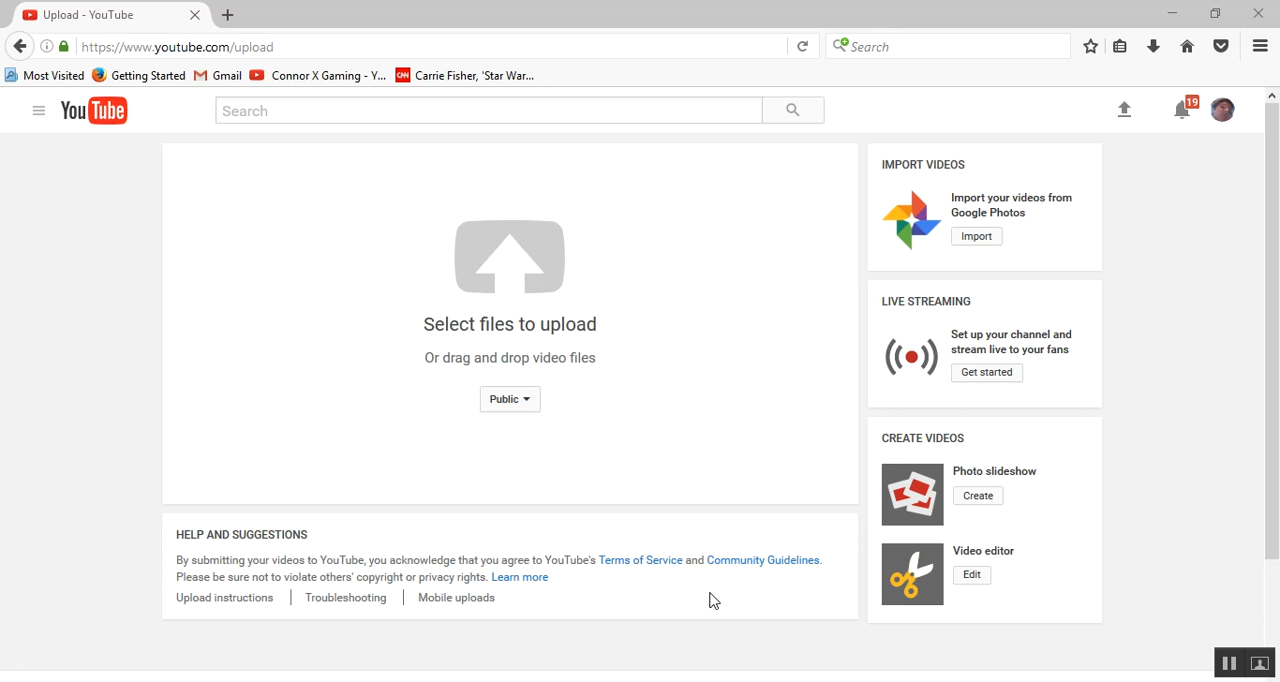 Upload - YouTube
https://www.youtube.com/upload
Search
Most Visited
Getting Started
Gmail
Connor X Gaming - Y...
CNN
Carrie Fisher, 'Star War...
YouTube
Search
19
Select files to upload
Or drag and drop video files
Public
HELP AND SUGGESTIONS
By submitting your videos to YouTube, you acknowledge that you agree to YouTube's Terms of Service and Community Guidelines.
Please be sure not to violate others' copyright or privacy rights. Learn more
Upload instructions
Troubleshooting
Mobile uploads
IMPORT VIDEOS
Import your videos from
Google Photos
Import
LIVE STREAMING
Set up your channel and
stream live to your fans
Get started
CREATE VIDEOS
Photo slideshow
Create
Video editor
Edit